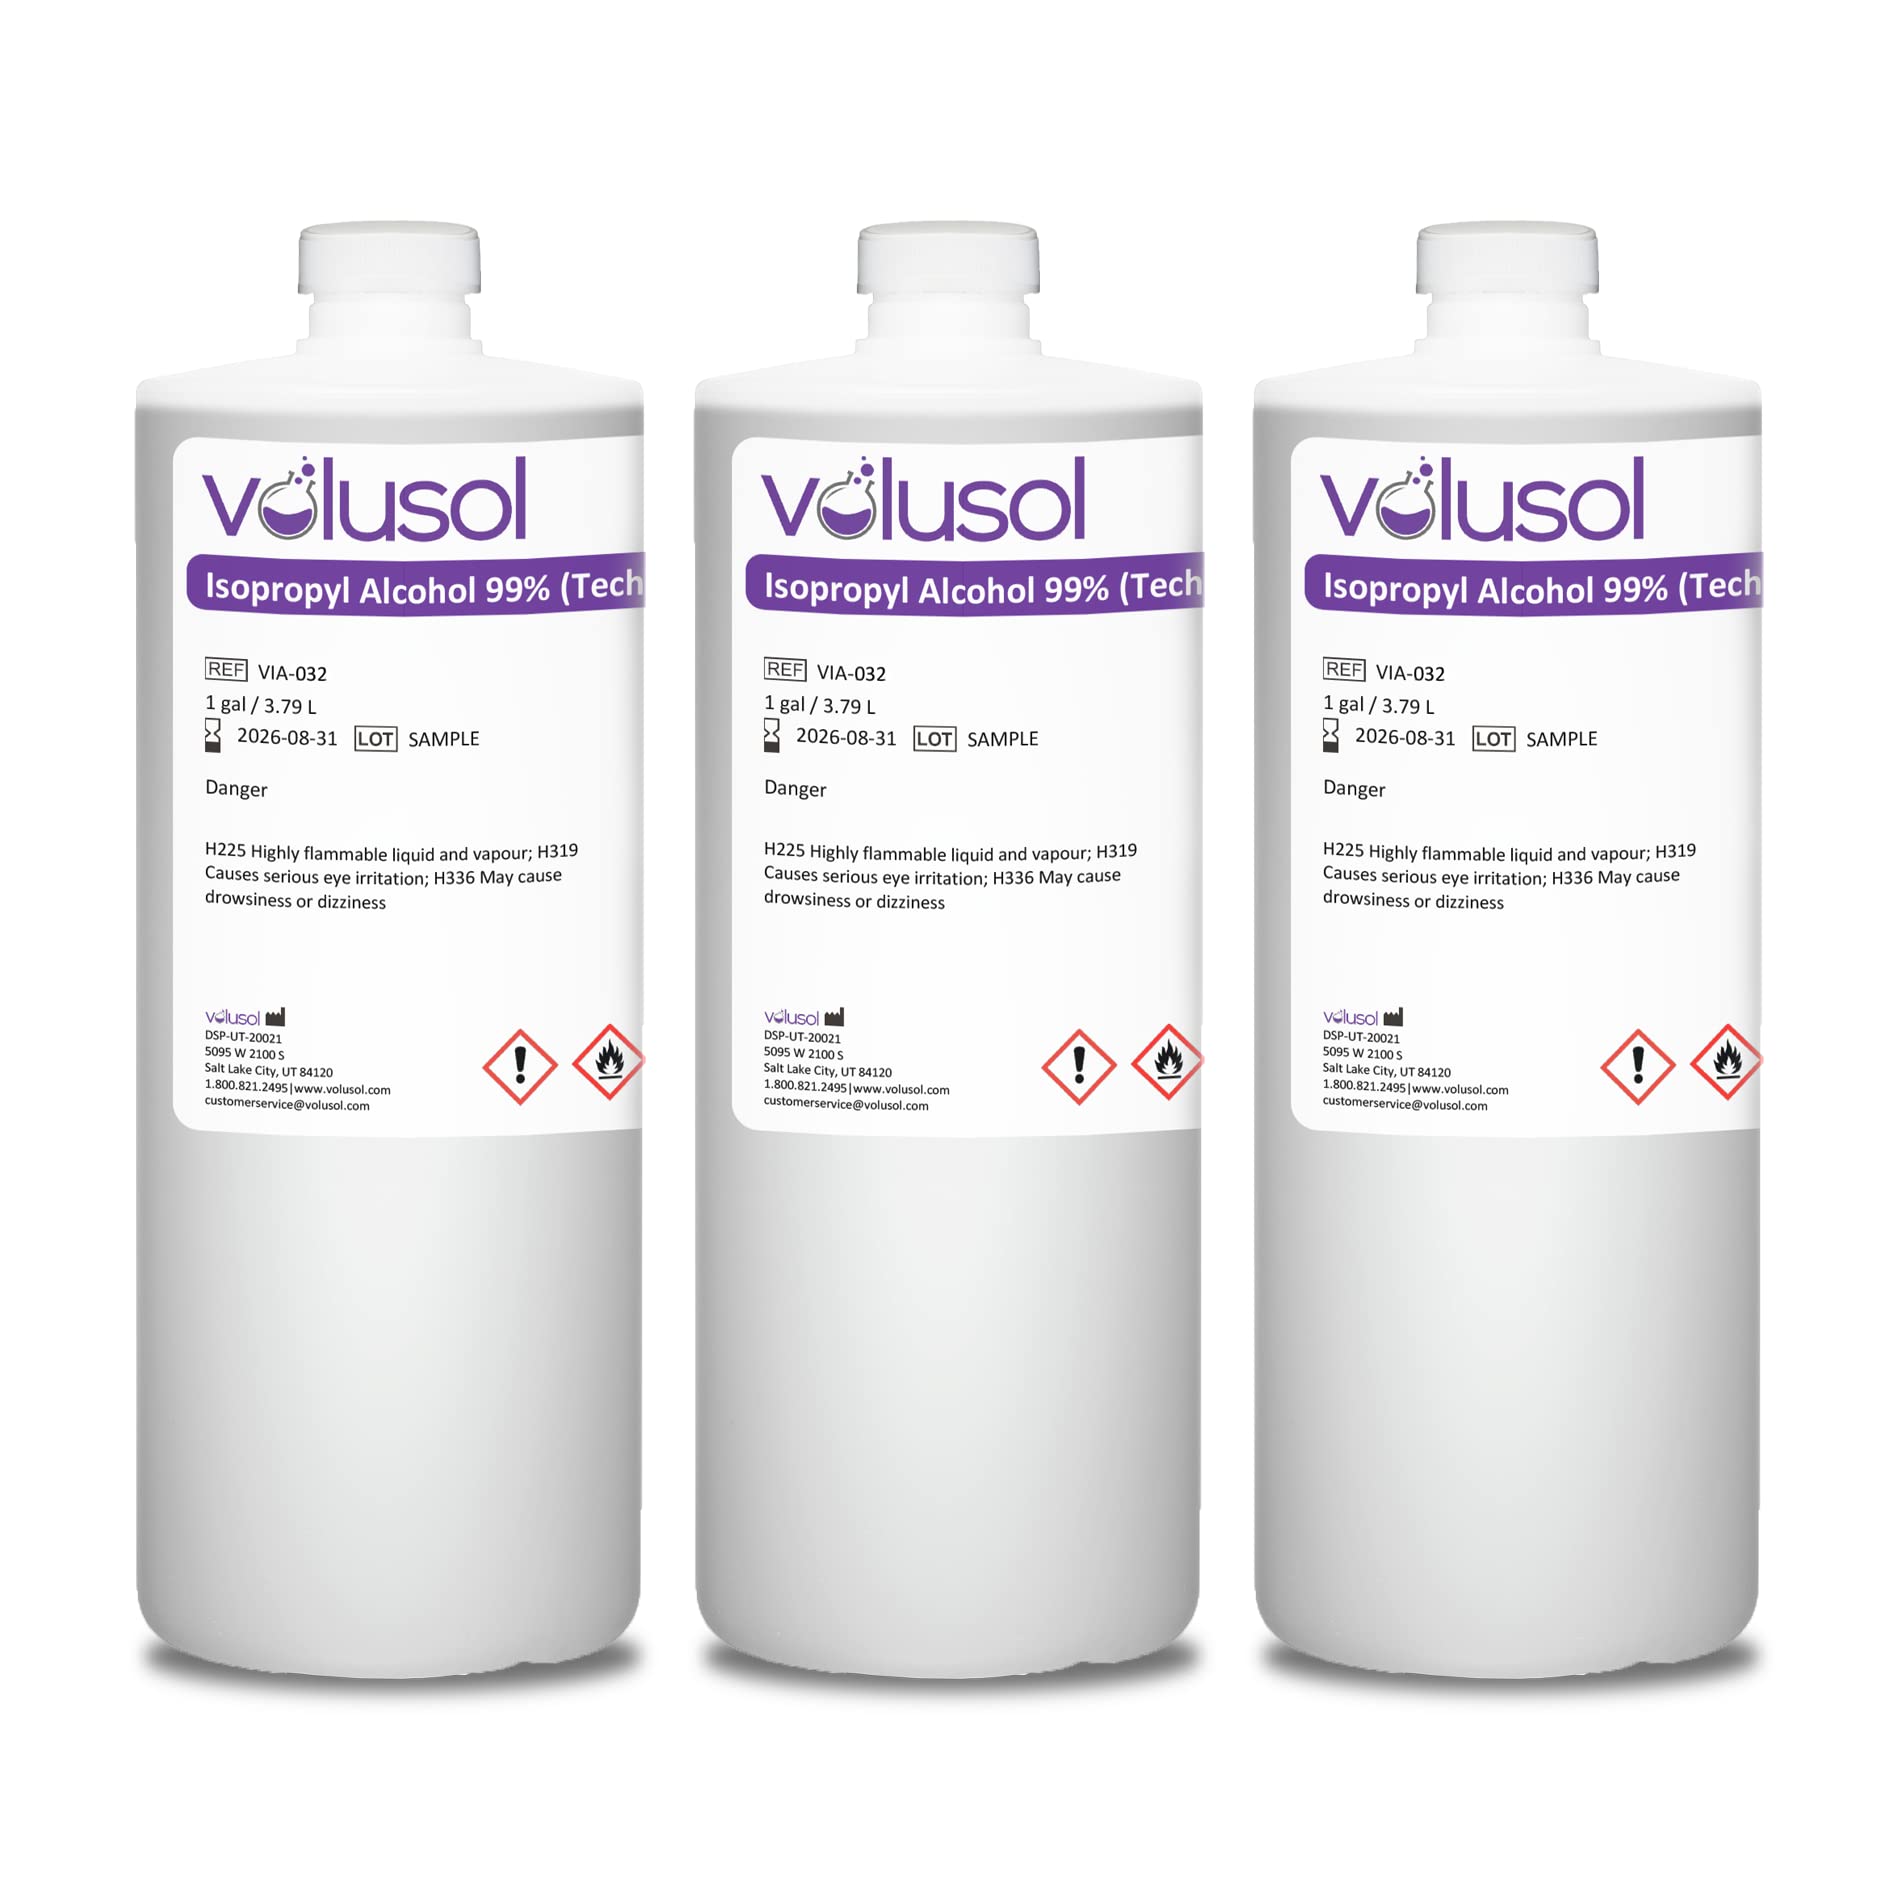 volusol
Isopropyl Alcohol 99% (Tech
REF VIA-032
1 gal / 3.79 L
2026-08-31 LOT SAMPLE
Danger
H225 Highly flammable liquid and vapour; H319
Causes serious eye irritation; H336 May cause
drowsiness or dizziness
volusol
DSP-UT-20021
5095 W 2100 S
Salt Lake City, UT 84120
1.800.821.2495|www.volusol.com
customerservice@volusol.com
volusol
Isopropyl Alcohol 99% (Tech
REF VIA-032
1 gal / 3.79 L
2026-08-31 LOT SAMPLE
Danger
H225 Highly flammable liquid and vapour; H319
Causes serious eye irritation; H336 May cause
drowsiness or dizziness
volusol
DSP-UT-20021
5095 W 2100 S
Salt Lake City, UT 84120
1.800.821.2495|www.volusol.com
customerservice@volusol.com
volusol
Isopropyl Alcohol 99% (Tech
REF VIA-032
1 gal / 3.79 L
2026-08-31 LOT SAMPLE
Danger
H225 Highly flammable liquid and vapour; H319
Causes serious eye irritation; H336 May cause
drowsiness or dizziness
volusol
DSP-UT-20021
5095 W 2100 S
Salt Lake City, UT 84120
1.800.821.2495|www.volusol.com
customerservice@volusol.com